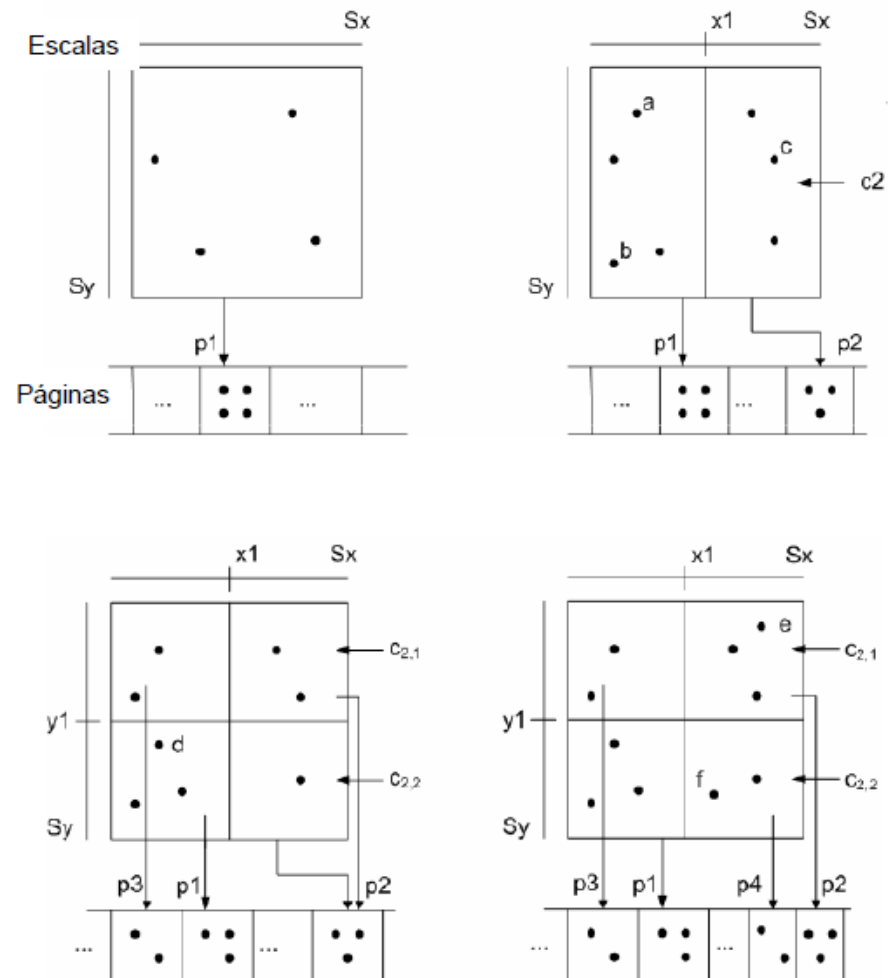 Escalas Sx
a
c
c2
b
Sy
p1
Páginas ... ...
x1 Sx
Sy
p1 p2
... ...
x1 Sx
c2,1
y1
d
c2,2
Sy
p3 p1 p2
... ...
x1 Sx
e
c2,1
y1
f
c2,2
Sy
p3 p1 p4 p2
... ...